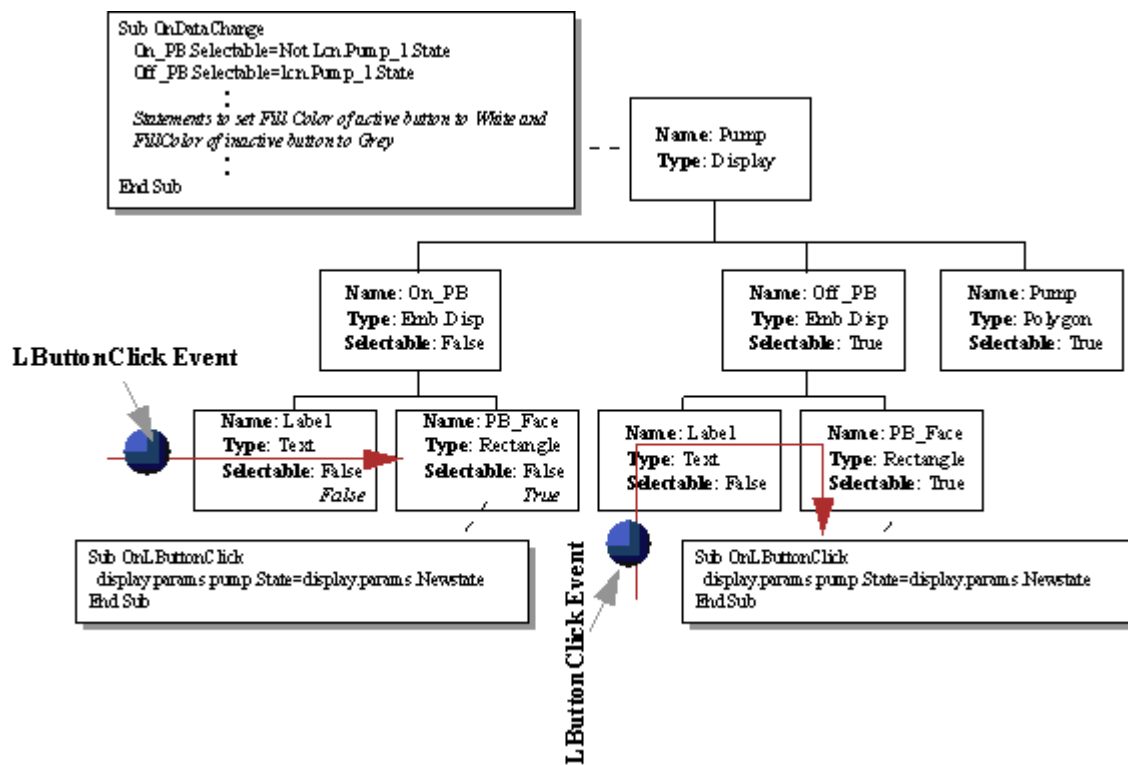 Sub OnDataChange
On_PB.Selectable=Not Lcn.Pump_1.State
Off_PB.Selectable=lcn.Pump_1.State
Statements to set Fill Color of active button to White and
FillColor of inactive button to Grey
End Sub
Name: Pump
Type: Display
Name: On_PB
Type: Emb.Disp
Selectable: False
Name: Off_PB
Type: Emb.Disp
Selectable: True
Name: Pump
Type: Polygon
Selectable: True
LButtonClick Event
Name: Label
Type: Text
Selectable: False
False
Name: PB_Face
Type: Rectangle
Selectable: False
True
Name: Label
Type: Text
Selectable: False
Name: PB_Face
Type: Rectangle
Selectable: True
Sub OnLButtonClick
display.params.pump.State=display.params.Newstate
End Sub
LButtonClick Event
Sub OnLButtonClick
display.params.pump.State=display.params.Newstate
End Sub